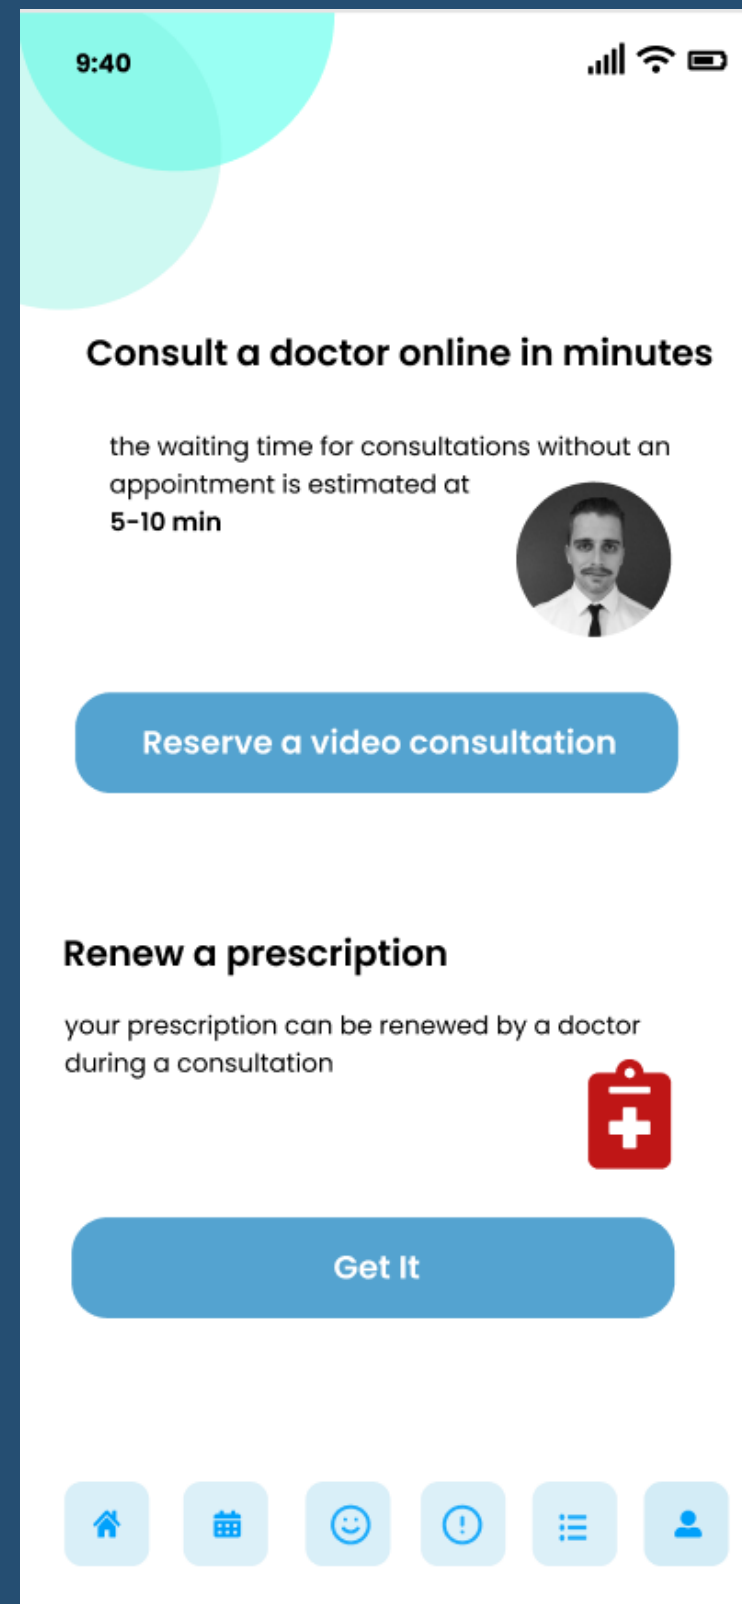 9:40
Consult a doctor online in minutes
the waiting time for consultations without an
appointment is estimated at
5-10 min
Reserve a video consultation
Renew a prescription
your prescription can be renewed by a doctor
during a consultation
Get It